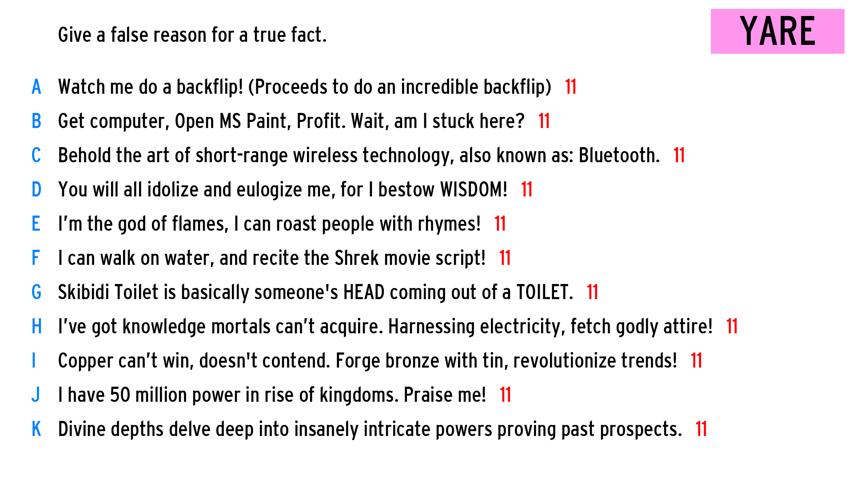 Give a false reason for a true fact.
YARE
A Watch me do a backflip! (Proceeds to do an incredible backflip) 11
B Get computer, Open MS Paint, Profit. Wait, am I stuck here? 11
C Behold the art of short-range wireless technology, also known as: Bluetooth. 11
D You will all idolize and eulogize me, for I bestow WISDOM! 11
E I'm the god of flames, I can roast people with rhymes! 11
F I can walk on water, and recite the Shrek movie script! 11
G Skibidi Toilet is basically someone's HEAD coming out of a TOILET. 11
H I've got knowledge mortals can't acquire. Harnessing electricity, fetch godly attire! 11
I Copper can't win, doesn't contend. Forge bronze with tin, revolutionize trends! 11
J I have 50 million power in rise of kingdoms. Praise me! 11
K Divine depths delve deep into insanely intricate powers proving past prospects. 11